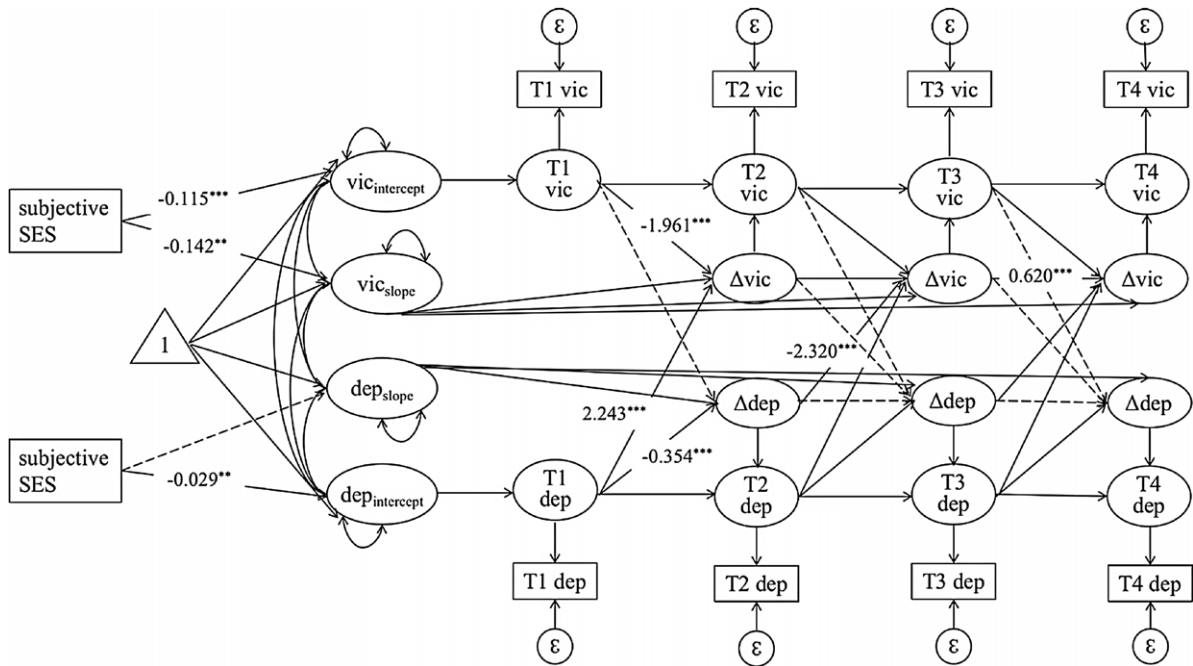 ε ε ε ε
T1 vic T2 vic T3 vic T4 vic
vicintercept T1 T2 T3 T4
vic vic vic vic
subjective
SES
-0.115***
-0.142**
-1.961***
vicslope Δvic Δvic 0.620*** Δvic
1
-2.320***
depslope Δdep Δdep Δdep
2.243***
-0.354***
subjective
SES
-0.029**
depintercept T1 T2 T3 T4
dep dep dep dep
T1 dep T2 dep T3 dep T4 dep
ε ε ε ε